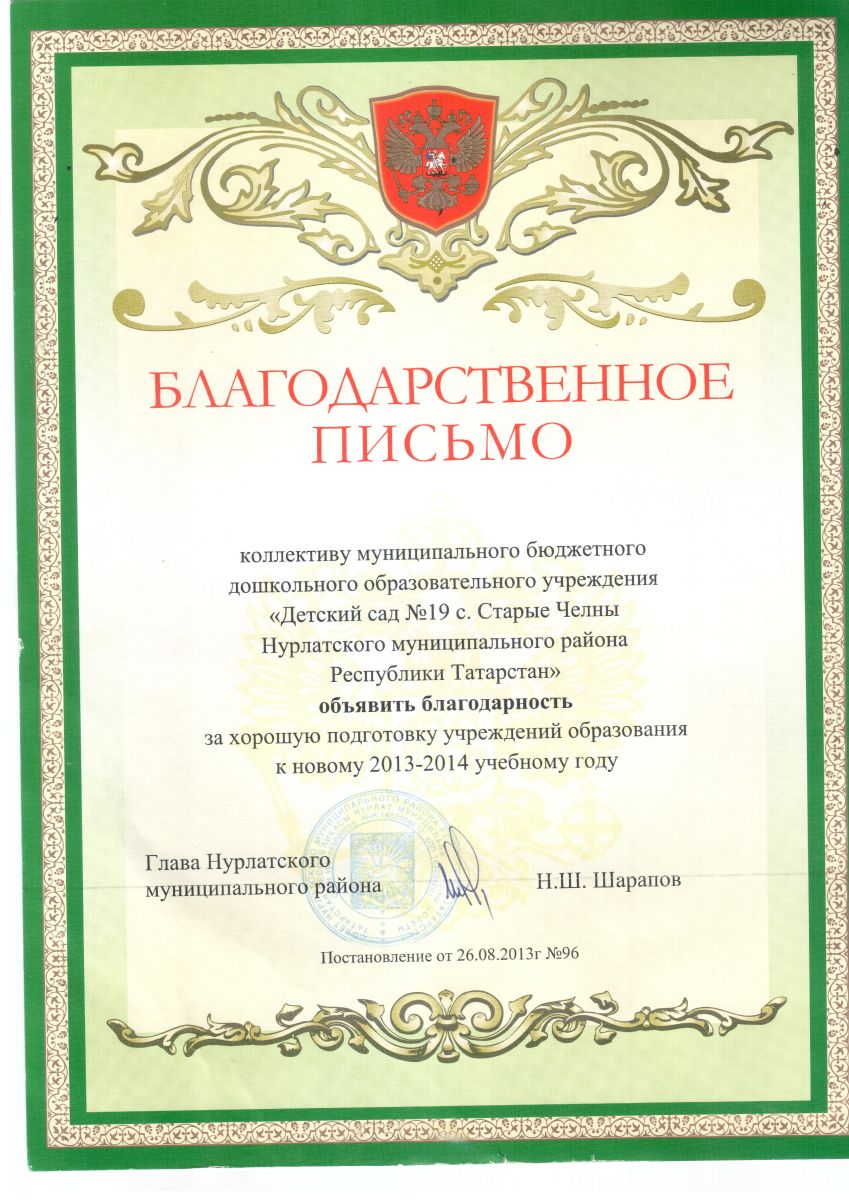 БЛАГОДАРСТВЕННОЕ
ПИСЬМО
коллективу муниципального бюджетного
дошкольного образовательного учреждения
«Детский сад №19 с. Старые Челны
Нурлатского муниципального района
Республики Татарстан»
объявить благодарность
за хорошую подготовку учреждений образования
к новому 2013-2014 учебному году
Глава Нурлатского
муниципального района
Н.Ш. Шарапов
Постановление от 26.08.2013г №96